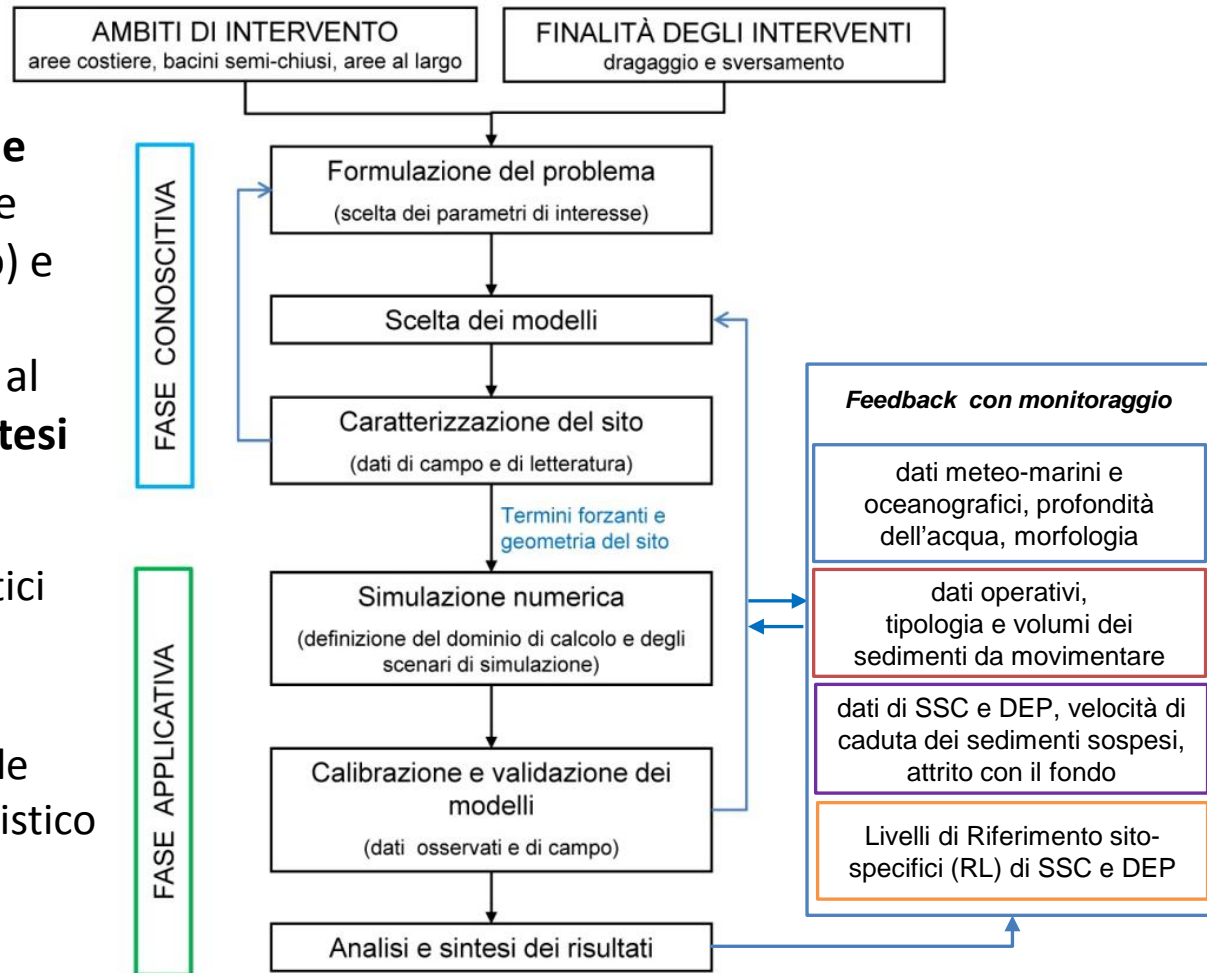 AMBITI DI INTERVENTO
aree costiere, bacini semi-chiusi, aree al largo
FINALITÀ DEGLI INTERVENTI
dragaggio e sversamento
e
e
) e
al
tesi
tici
le
istico
FASE CONOSCITIVA
Formulazione del problema
(scelta dei parametri di interesse)
Scelta dei modelli
Caratterizzazione del sito
(dati di campo e di letteratura)
Termini forzanti e
geometria del sito
FASE APPLICATIVA
Simulazione numerica
(definizione del dominio di calcolo e degli
scenari di simulazione)
Calibrazione e validazione dei
modelli
(dati osservati e di campo)
Analisi e sintesi dei risultati
Feedback con monitoraggio
dati meteo-marini e
oceanografici, profondità
dell'acqua, morfologia
dati operativi,
tipologia e volumi dei
sedimenti da movimentare
dati di SSC e DEP, velocità di
caduta dei sedimenti sospesi,
attrito con il fondo
Livelli di Riferimento sito-
specifici (RL) di SSC e DEP